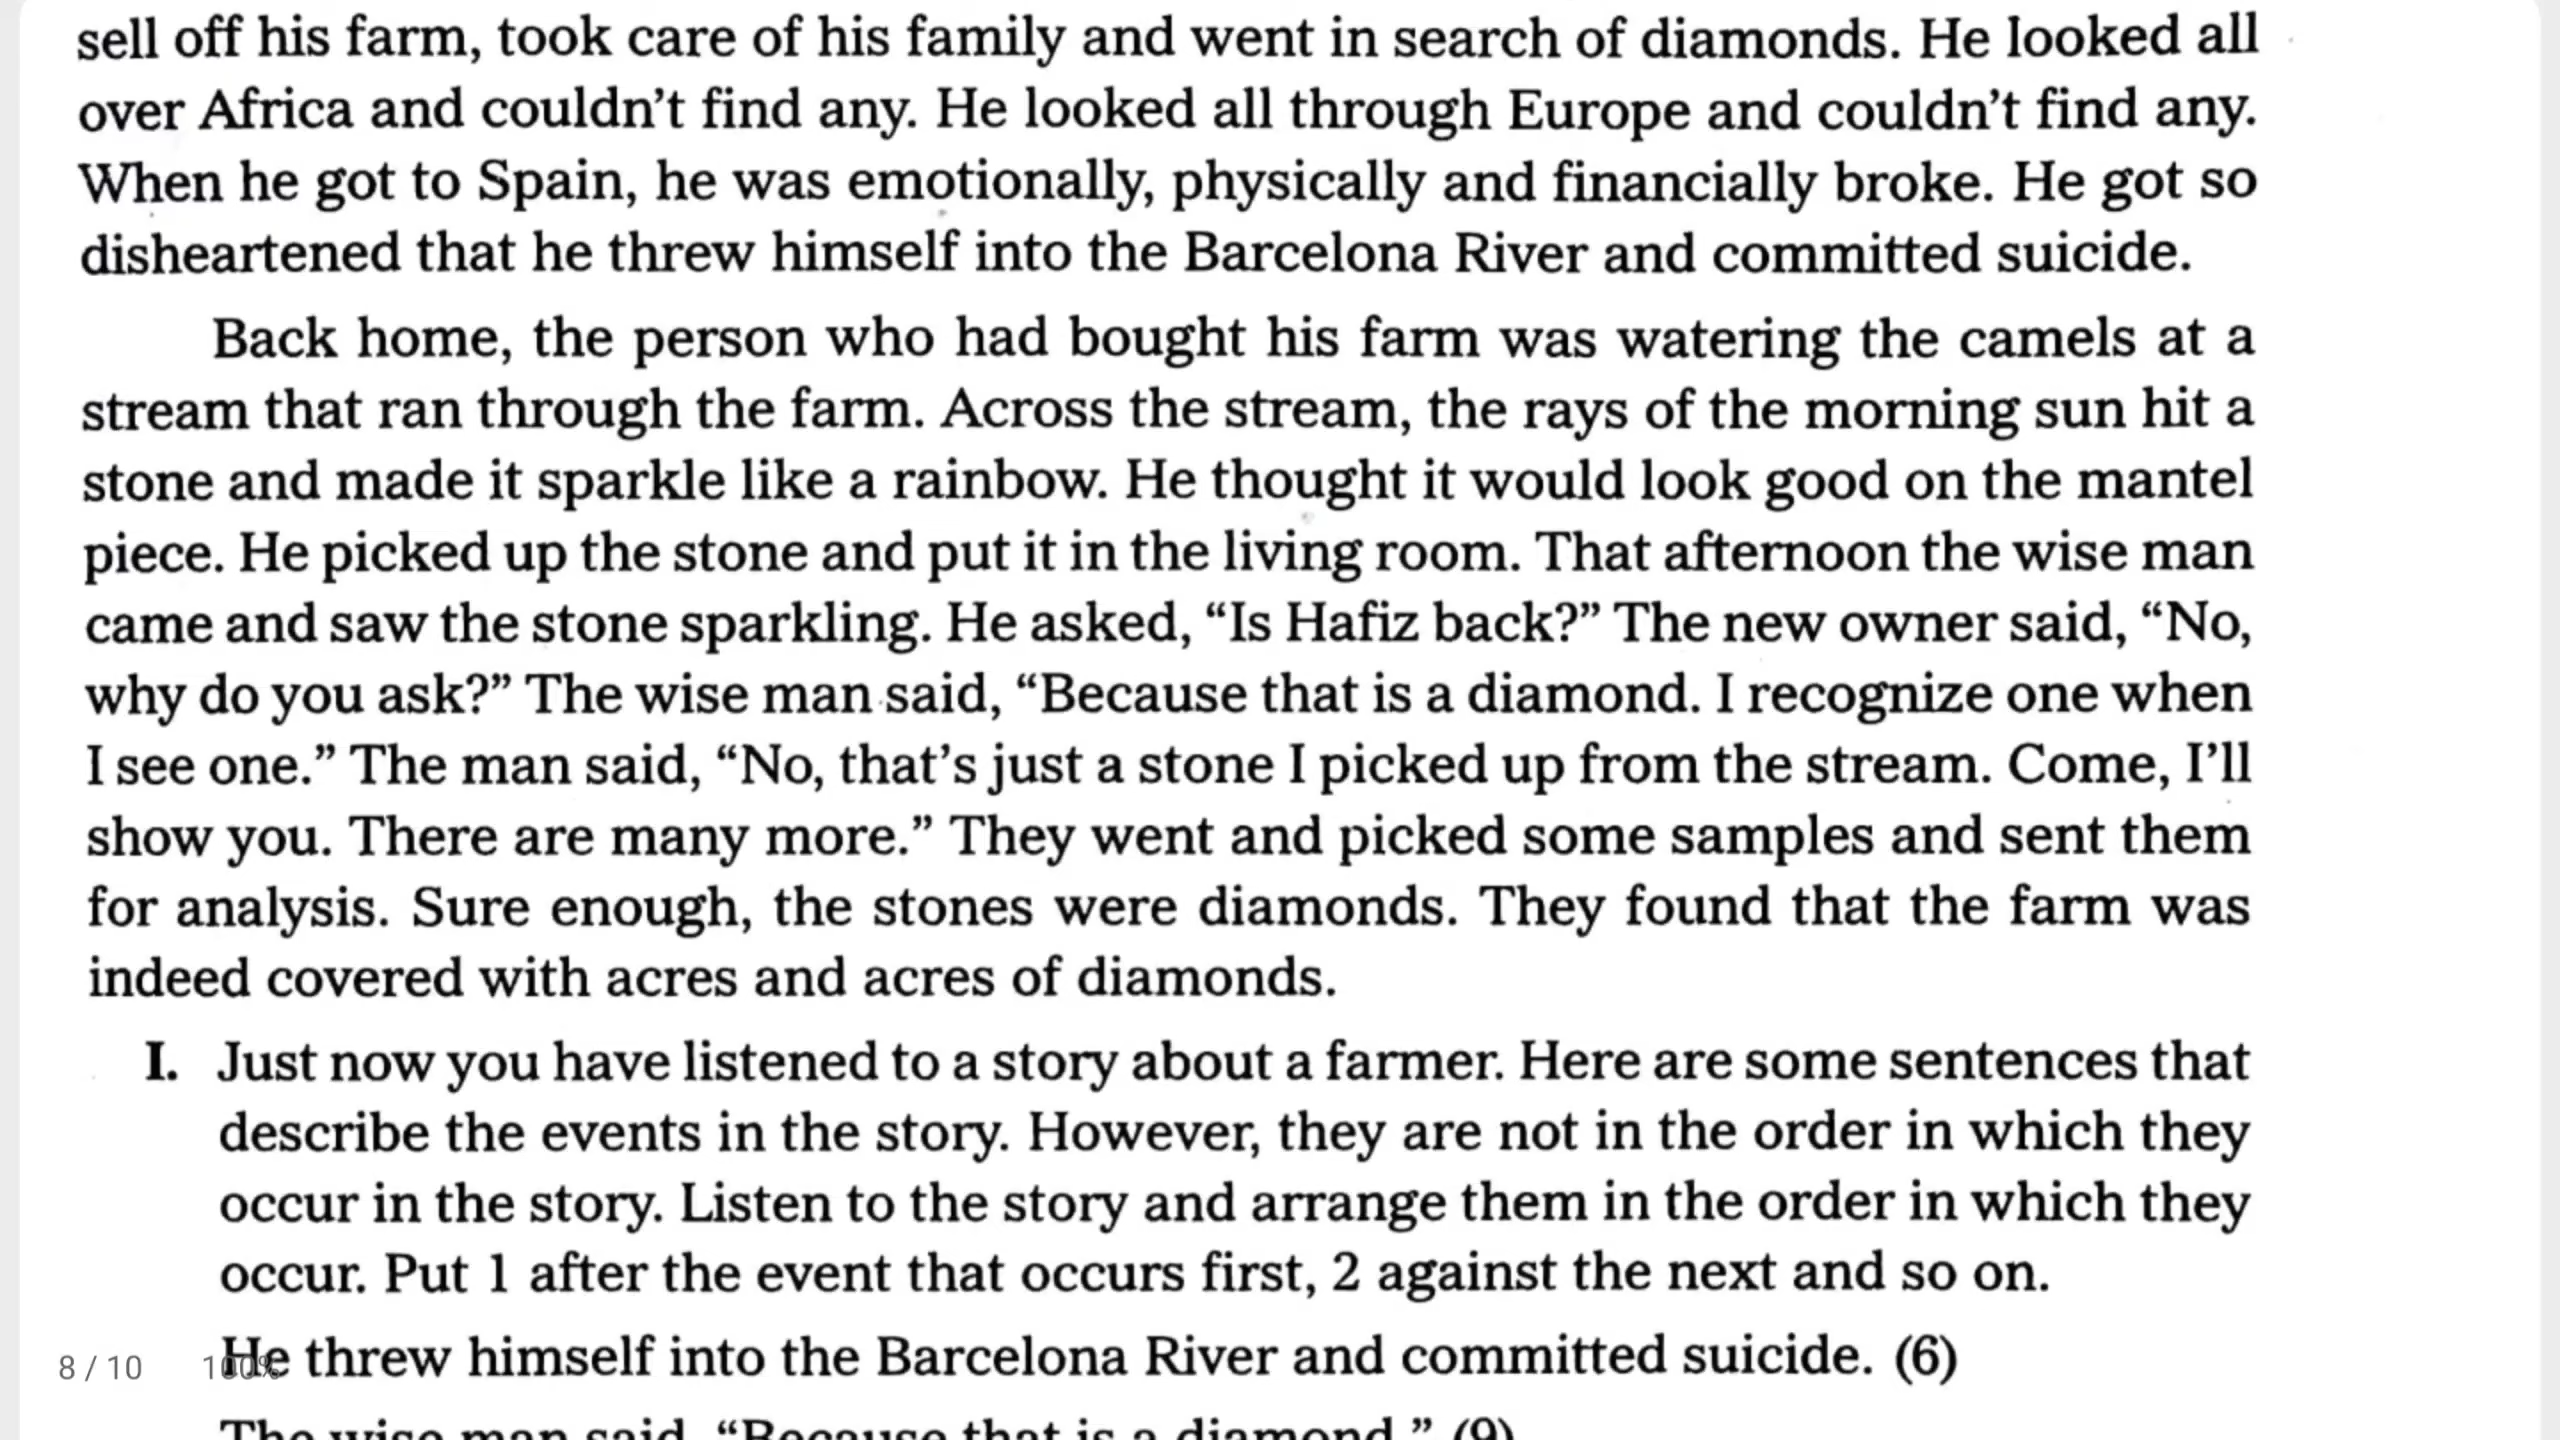 sell off his farm, took care of his family and went in search of diamonds. He looked all
over Africa and couldn’t find any. He looked all through Europe and couldn’t find any.
When he got to Spain, he was emotionally, physically and financially broke. He got so
disheartened that he threw himself into the Barcelona River and committed suicide.
Back home, the person who had bought his farm was watering the camels at a
stream that ran through the farm. Across the stream, the rays of the morning sun hit a
stone and made it sparkle like a rainbow. He thought it would look good on the mantel
piece. He picked up the stone and put it in the living room. That afternoon the wise man
came and saw the stone sparkling. He asked, “Is Hafiz back?” The new owner said, “No,
why do you ask?” The wise man said, “Because that is a diamond. I recognize one when
I see one.” The man said, “No, that’s just a stone I picked up from the stream. Come, I’ll
show you. There are many more.” They went and picked some samples and sent them
for analysis. Sure enough, the stones were diamonds. They found that the farm was
indeed covered with acres and acres of diamonds.
I. Just now you have listened to a story about a farmer. Here are some sentences that
describe the events in the story. However, they are not in the order in which they
occur in the story. Listen to the story and arrange them in the order in which they
occur. Put 1 after the event that occurs first, 2 against the next and so on.
He threw himself into the Barcelona River and committed suicide. (6)
8 / 10 100%
The wise man said, “Because that is a diamond.” (9)